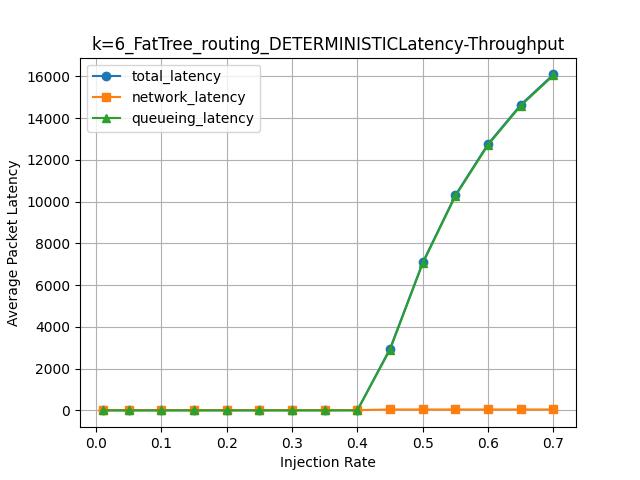 k=6_FatTree_routing_DETERMINISTICLatency-Throughput
total_latency
network_latency
queueing_latency
16000
14000
12000
10000
8000
6000
4000
2000
0
Average Packet Latency
0.0 0.1 0.2 0.3 0.4 0.5 0.6 0.7
Injection Rate